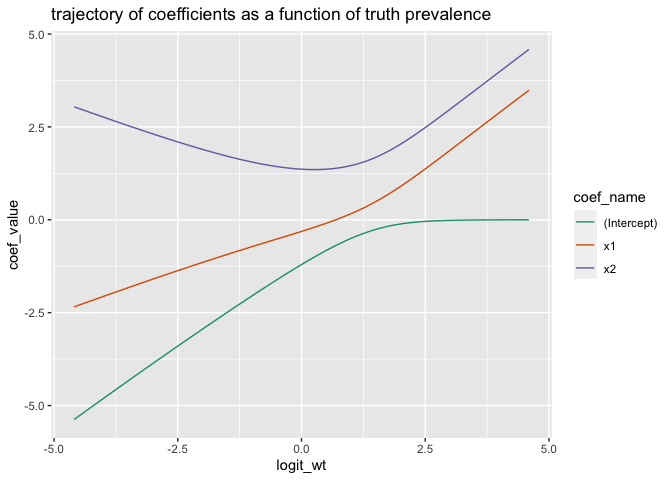 trajectory of coefficients as a function of truth prevalence
5.0
2.5
0.0
-2.5
-5.0
coef_value
-5.0 -2.5 0.0 2.5 5.0
logit_wt
coef_name
(Intercept)
x1
x2